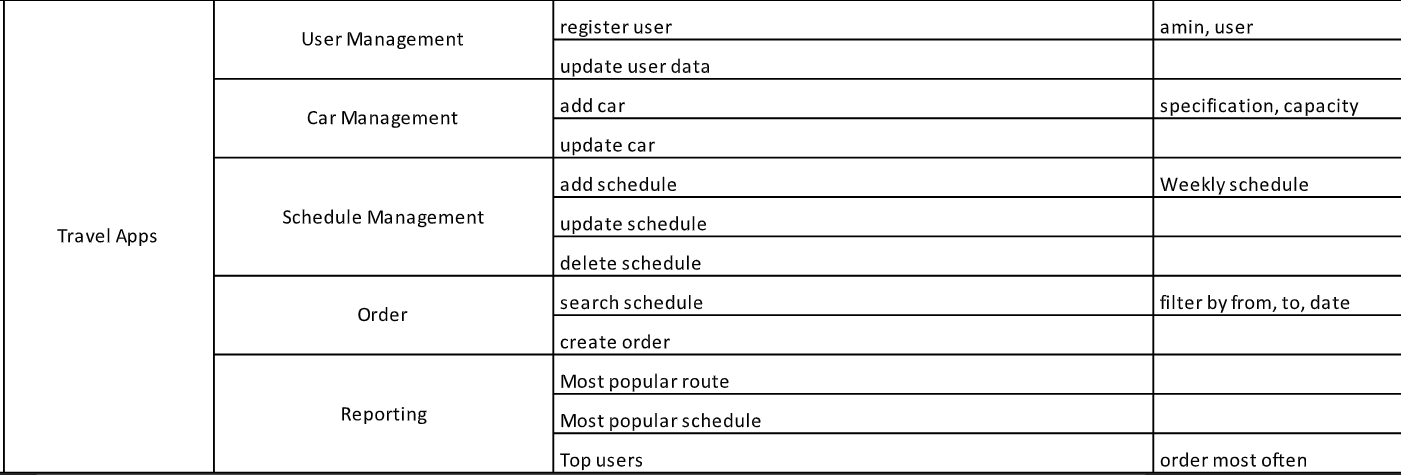 User Management
register user
amin, user
update user data
Car Management
add car
specification, capacity
update car
Travel Apps
Schedule Management
add schedule
Weekly schedule
update schedule
delete schedule
Order
search schedule
filter by from, to, date
create order
Reporting
Most popular route
Most popular schedule
Top users
order most often